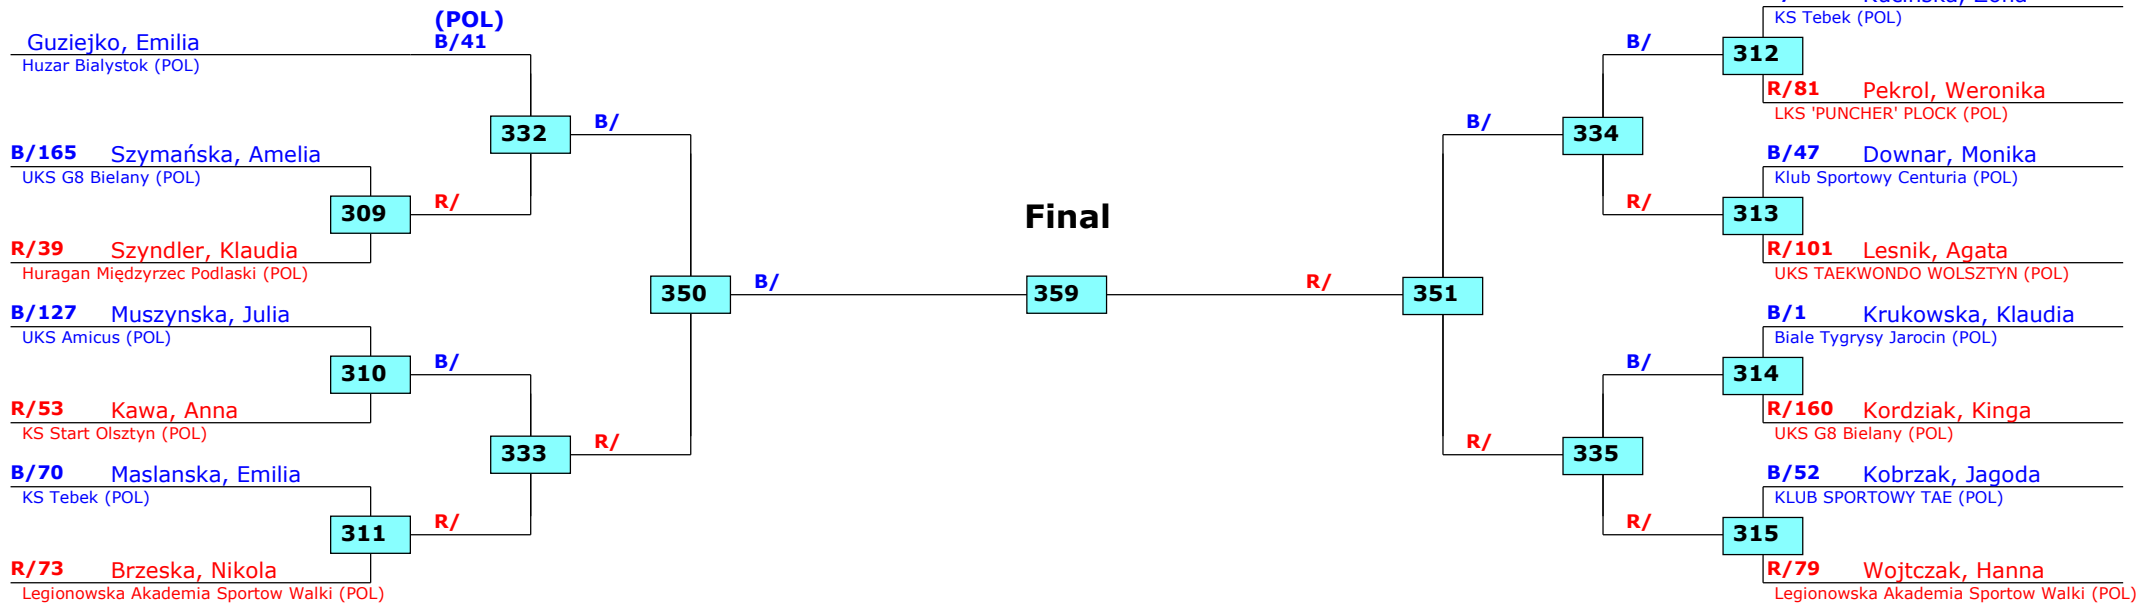 (POL)
Guziejko, Emilia B/41
Huzar Bialystok (POL)
332 B/
B/165 Szymańska, Amelia
UKS G8 Bielany (POL)
309 R/
R/39 Szyndler, Klaudia
Huragan Międzyrzec Podlaski (POL)
350 B/
B/127 Muszynska, Julia
UKS Amicus (POL)
310 B/
R/53 Kawa, Anna
KS Start Olsztyn (POL)
333 R/
B/70 Maslanska, Emilia
KS Tebek (POL)
311 R/
R/73 Brzeska, Nikola
Legionowska Akademia Sportow Walki (POL)
Final
359
KS Tebek (POL)
B/ 312
R/81 Pekrol, Weronika
LKS 'PUNCHER' PLOCK (POL)
B/ 334
B/47 Downar, Monika
Klub Sportowy Centuria (POL)
R/ 313
R/101 Lesnik, Agata
UKS TAEKWONDO WOLSZTYN (POL)
R/ 351
B/1 Krukowska, Klaudia
Biale Tygrysy Jarocin (POL)
B/ 314
R/160 Kordziak, Kinga
UKS G8 Bielany (POL)
R/ 335
B/52 Kobrzak, Jagoda
KLUB SPORTOWY TAE (POL)
R/ 315
R/79 Wojtczak, Hanna
Legionowska Akademia Sportow Walki (POL)